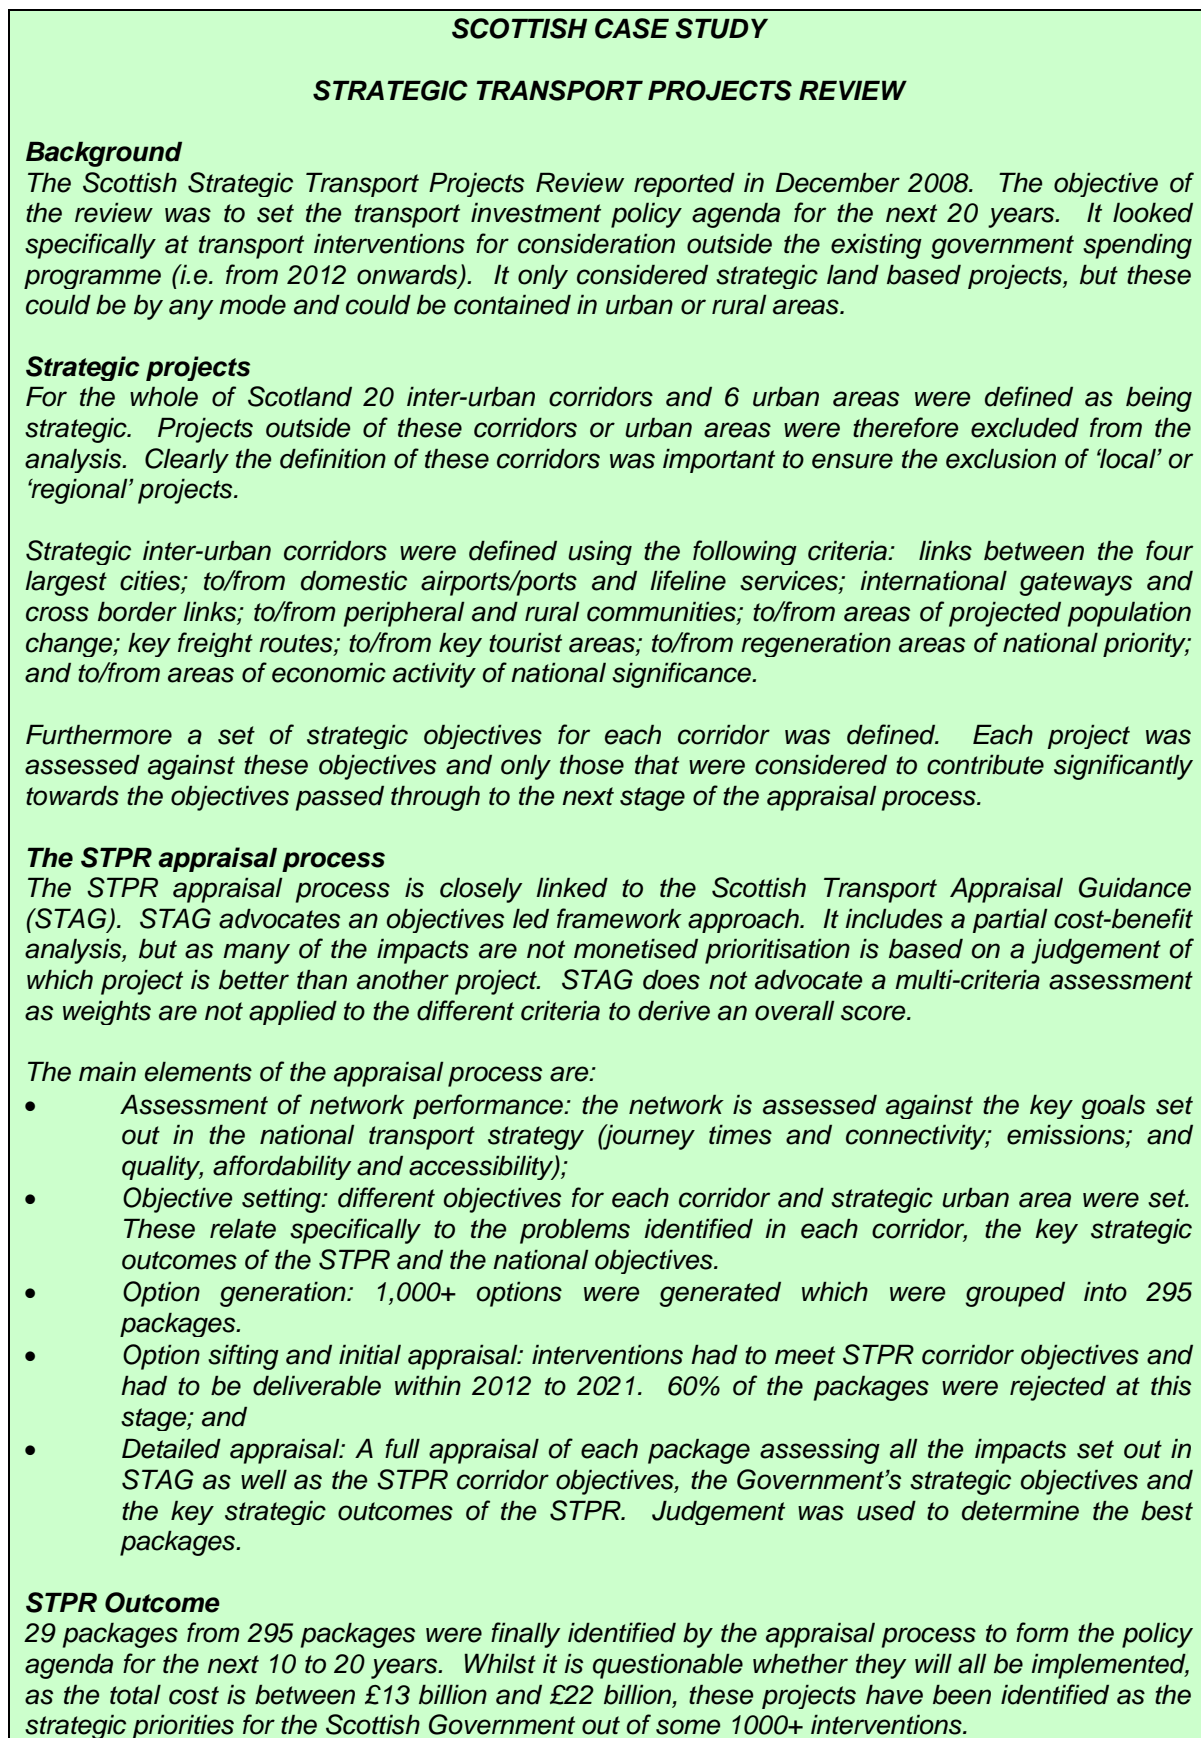 SCOTTISH CASE STUDY
STRATEGIC TRANSPORT PROJECTS REVIEW
Background
The Scottish Strategic Transport Projects Review reported in December 2008. The objective of
the review was to set the transport investment policy agenda for the next 20 years. It looked
specifically at transport interventions for consideration outside the existing government spending
programme (i.e. from 2012 onwards). It only considered strategic land based projects, but these
could be by any mode and could be contained in urban or rural areas.
Strategic projects
For the whole of Scotland 20 inter-urban corridors and 6 urban areas were defined as being
strategic. Projects outside of these corridors or urban areas were therefore excluded from the
analysis. Clearly the definition of these corridors was important to ensure the exclusion of ‘local’ or
‘regional’ projects.
Strategic inter-urban corridors were defined using the following criteria: links between the four
largest cities; to/from domestic airports/ports and lifeline services; international gateways and
cross border links; to/from peripheral and rural communities; to/from areas of projected population
change; key freight routes; to/from key tourist areas; to/from regeneration areas of national priority;
and to/from areas of economic activity of national significance.
Furthermore a set of strategic objectives for each corridor was defined. Each project was
assessed against these objectives and only those that were considered to contribute significantly
towards the objectives passed through to the next stage of the appraisal process.
The STPR appraisal process
The STPR appraisal process is closely linked to the Scottish Transport Appraisal Guidance
(STAG). STAG advocates an objectives led framework approach. It includes a partial cost-benefit
analysis, but as many of the impacts are not monetised prioritisation is based on a judgement of
which project is better than another project. STAG does not advocate a multi-criteria assessment
as weights are not applied to the different criteria to derive an overall score.
The main elements of the appraisal process are:
• Assessment of network performance: the network is assessed against the key goals set
out in the national transport strategy (journey times and connectivity; emissions; and
quality, affordability and accessibility);
• Objective setting: different objectives for each corridor and strategic urban area were set.
These relate specifically to the problems identified in each corridor, the key strategic
outcomes of the STPR and the national objectives.
• Option generation: 1,000+ options were generated which were grouped into 295
packages.
• Option sifting and initial appraisal: interventions had to meet STPR corridor objectives and
had to be deliverable within 2012 to 2021. 60% of the packages were rejected at this
stage; and
• Detailed appraisal: A full appraisal of each package assessing all the impacts set out in
STAG as well as the STPR corridor objectives, the Government’s strategic objectives and
the key strategic outcomes of the STPR. Judgement was used to determine the best
packages.
STPR Outcome
29 packages from 295 packages were finally identified by the appraisal process to form the policy
agenda for the next 10 to 20 years. Whilst it is questionable whether they will all be implemented,
as the total cost is between £13 billion and £22 billion, these projects have been identified as the
strategic priorities for the Scottish Government out of some 1000+ interventions.